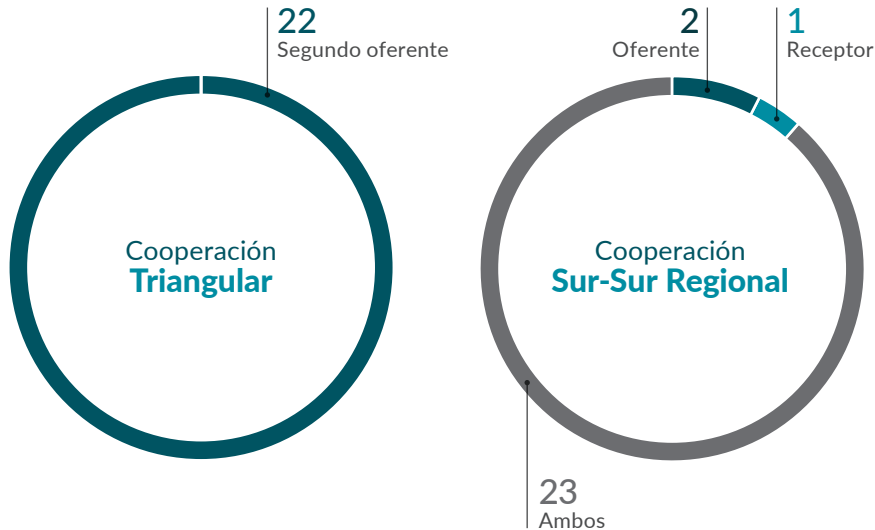 22
Segundo oferente
Cooperación
Triangular
2
Oferente
1
Receptor
Cooperación
Sur-Sur Regional
23
Ambos